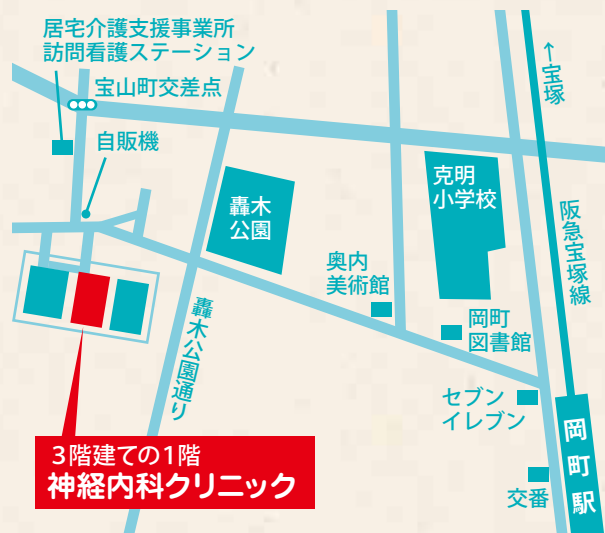 居宅介護支援事業所
訪問看護ステーション
宝山町交差点
自販機
↑宝塚
轟木
公園
克明
小学校
阪急宝塚線
奥内
美術館
岡町
図書館
轟木公園通り
セブン
イレブン
岡町駅
交番
3階建ての1階
神経内科クリニック